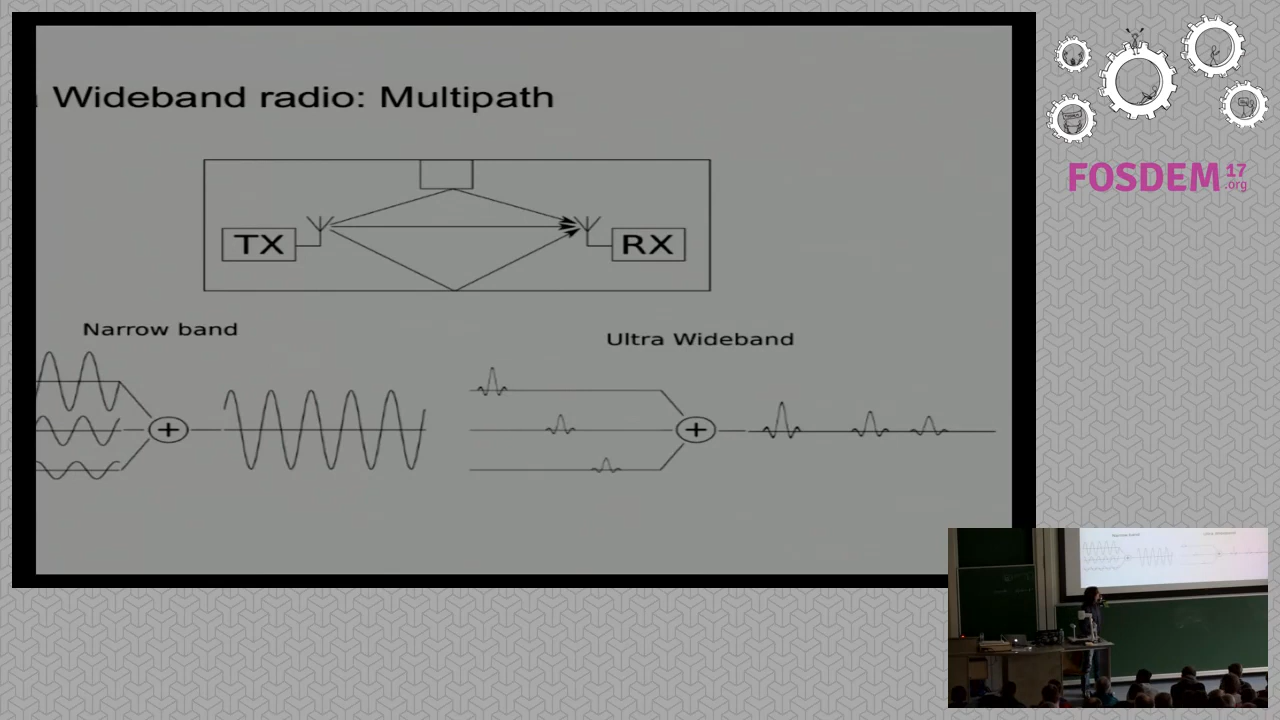 Wideband radio: Multipath
TX
RX
Narrow band
Ultra Wideband
FOSDEM 17
.org